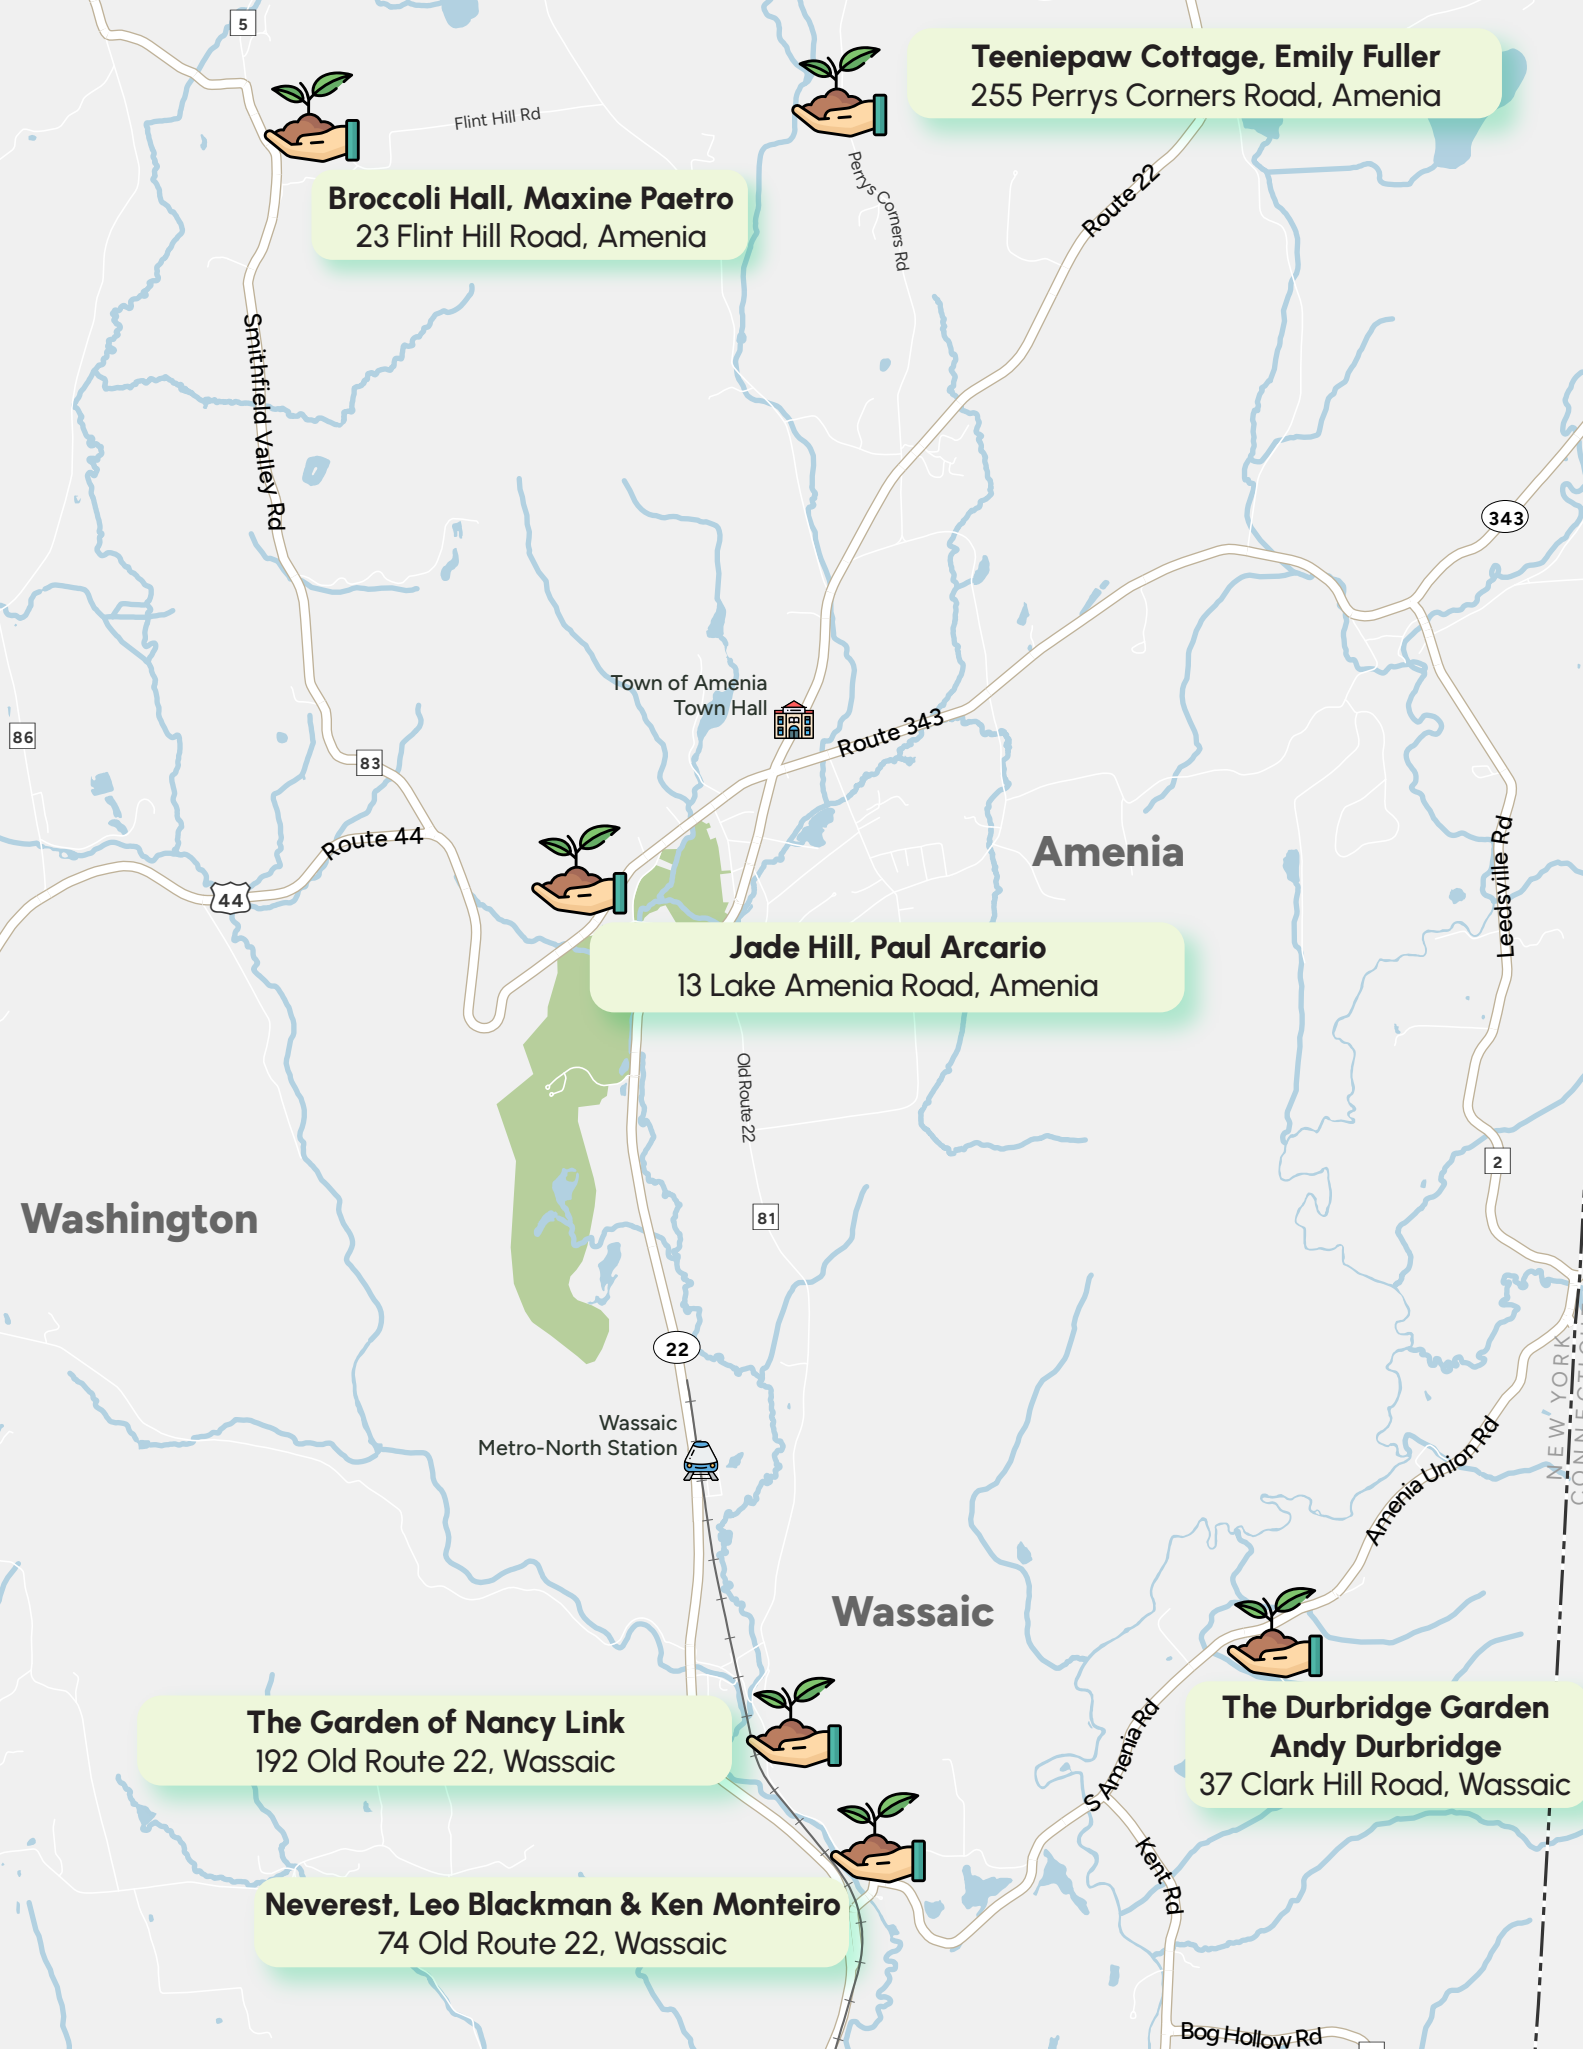 5
Teeniepaw Cottage, Emily Fuller
255 Perrys Corners Road, Amenia
Flint Hill Rd
Broccoli Hall, Maxine Paetro
23 Flint Hill Road, Amenia
Perrys Corners Rd
Route 22
Smithfield Valley Rd
343
Town of Amenia
Town Hall
Route 343
86
83
Route 44
44
Amenia
Leedsville Rd
Jade Hill, Paul Arcario
13 Lake Amenia Road, Amenia
Old Route 22
2
Washington
81
22
NEW YORK
Wassaic
Metro-North Station
Amenia Union Rd
Wassaic
The Garden of Nancy Link
192 Old Route 22, Wassaic
S Amenia Rd
The Durbridge Garden
Andy Durbridge
37 Clark Hill Road, Wassaic
Kent Rd
Neverest, Leo Blackman & Ken Monteiro
74 Old Route 22, Wassaic
Bog Hollow Rd